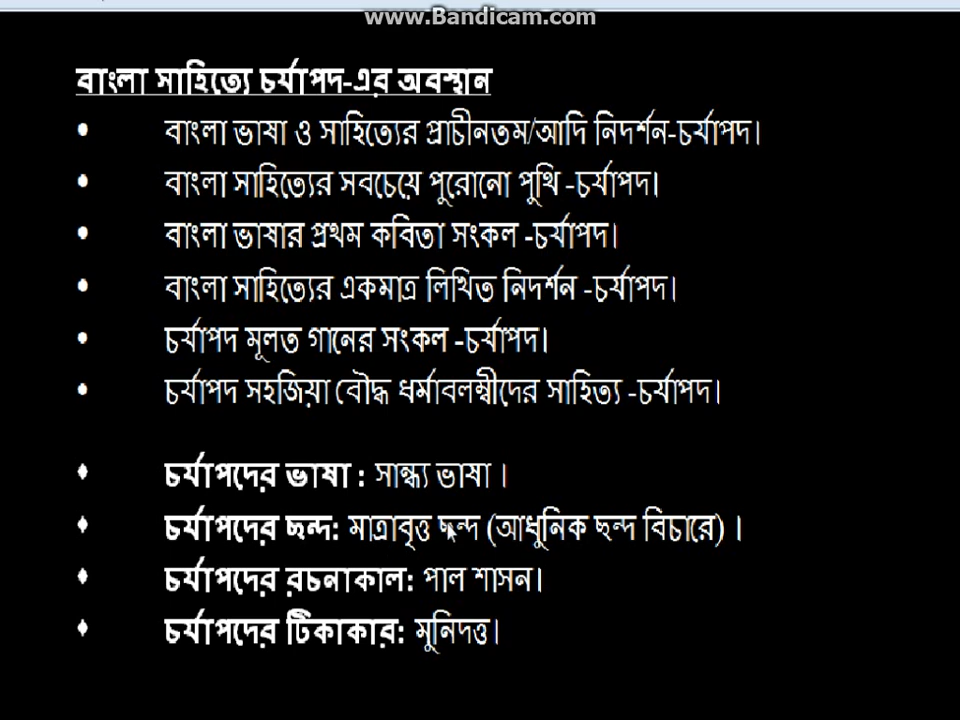 www.Bandicam.com
বাংলা সাহিত্যে চর্যাপদ-এর অবস্থান
• বাংলা ভাষা ও সাহিত্যের প্রাচীনতম/আদি নিদর্শন-চর্যাপদ।
• বাংলা সাহিত্যের সবচেয়ে পুরোনো পুথি -চর্যাপদ।
• বাংলা ভাষার প্রথম কবিতা সংকল -চর্যাপদ।
• বাংলা সাহিত্যের একমাত্র লিখিত নিদর্শন -চর্যাপদ।
• চর্যাপদ মূলত গানের সংকল -চর্যাপদ।
• চর্যাপদ সহজিয়া বৌদ্ধ ধর্মাবলম্বীদের সাহিত্য -চর্যাপদ।
♦ চর্যাপদের ভাষা : সান্ধ্য ভাষা ।
♦ চর্যাপদের ছন্দ: মাত্রাবৃত্ত ছন্দ (আধুনিক ছন্দ বিচারে) ।
♦ চর্যাপদের রচনাকাল: পাল শাসন।
♦ চর্যাপদের টিকাকার: মুনিদত্ত।